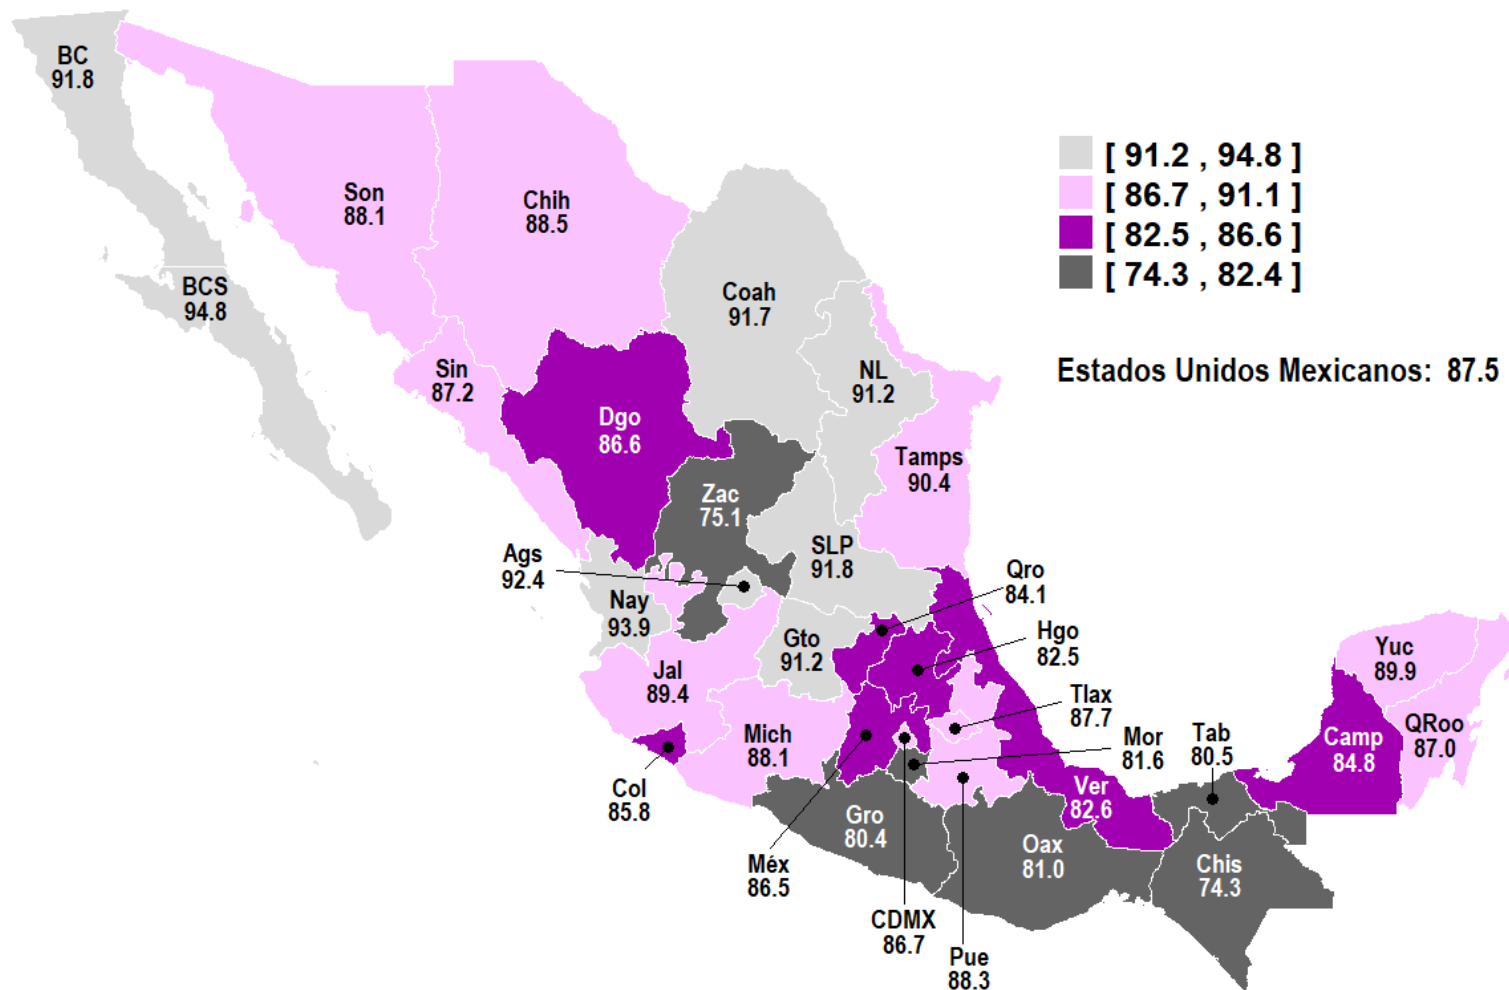 BC
91.8
BCS
94.8
Son
88.1
Chih
88.5
Sin
87.2
Coah
91.7
NL
91.2
Dgo
86.6
Zac
75.1
Tamps
90.4
SLP
91.8
Ags
92.4
Nay
93.9
Gto
91.2
Jal
89.4
Mich
88.1
Col
85.8
Qro
84.1
Hgo
82.5
Tlax
87.7
Mor
81.6
Tab
80.5
Ver
82.6
Gro
80.4
Oax
81.0
Chis
74.3
Méx
86.5
CDMX
86.7
Pue
88.3
Camp
84.8
Yuc
89.9
QRoo
87.0
[ 91.2 , 94.8 ]
[ 86.7 , 91.1 ]
[ 82.5 , 86.6 ]
[ 74.3 , 82.4 ]
Estados Unidos Mexicanos: 87.5